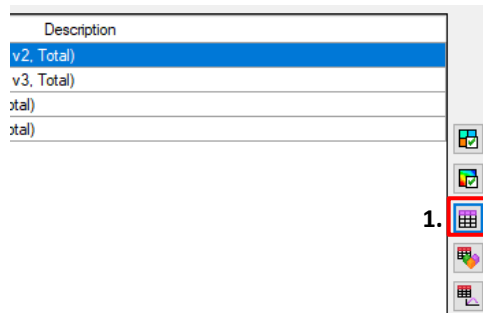 Description
v2, Total)
v3, Total)
otal)
otal)
1.